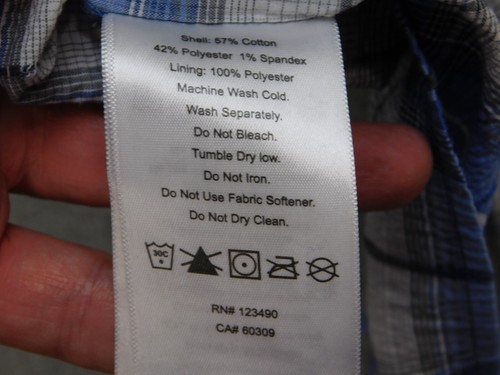 Shell: 57% Cotton
42% Polyester 1% Spandex
Lining: 100% Polyester
Machine Wash Cold.
Wash Separately.
Do Not Bleach.
Tumble Dry low.
Do Not Iron.
Do Not Use Fabric Softener.
Do Not Dry Clean.
30C
RN# 123490
CA# 60309